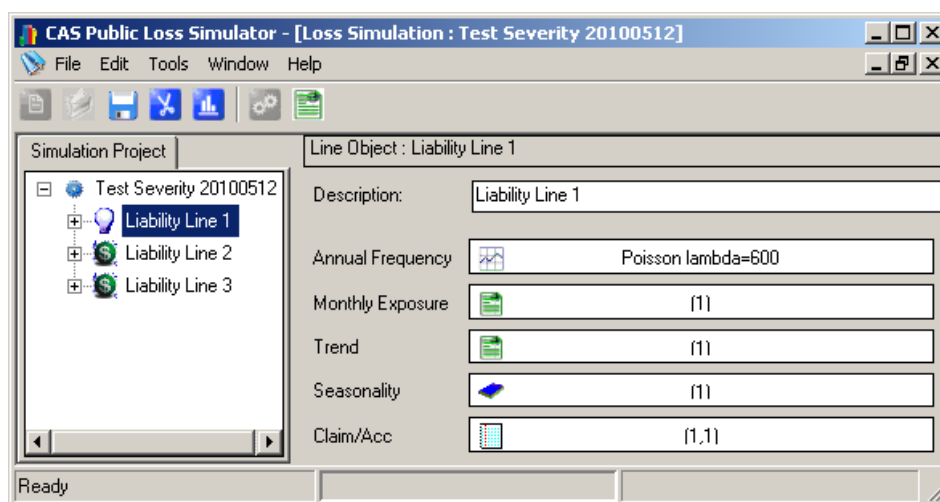 CAS Public Loss Simulator - [Loss Simulation : Test Severity 20100512]
File Edit Tools Window Help
Simulation Project
Test Severity 20100512
Liability Line 1
Liability Line 2
Liability Line 3
Line Object : Liability Line 1
Description: Liability Line 1
Annual Frequency Poisson lambda=600
Monthly Exposure (1)
Trend (1)
Seasonality (1)
Claim/Acc (1,1)
Ready